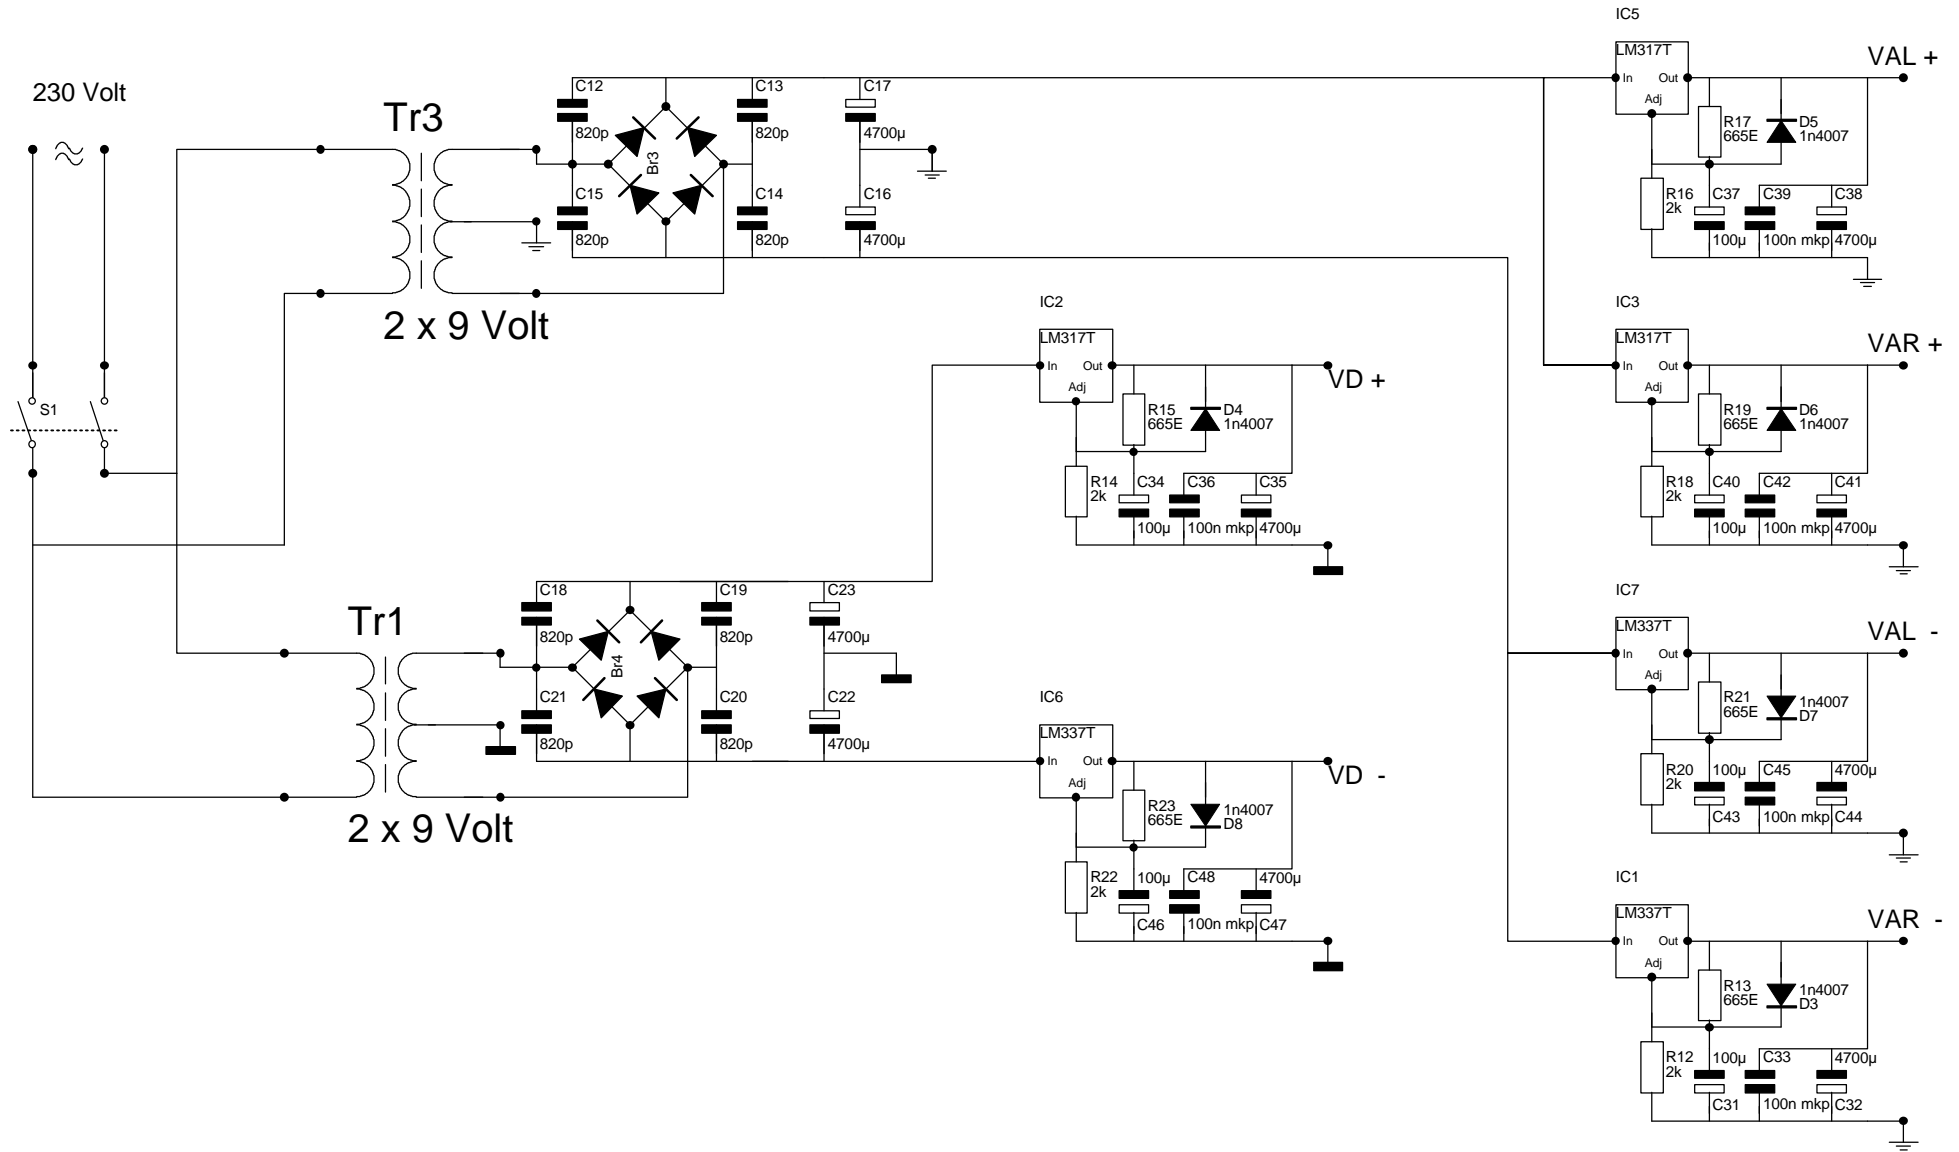 230 Volt
S1
Tr3
2 x 9 Volt
C12
820p
C13
820p
C17
4700µ
Br3
C15
820p
C14
820p
C16
4700µ
Tr1
2 x 9 Volt
C18
820p
C19
820p
C23
4700µ
Br4
C21
820p
C20
820p
C22
4700µ
IC2
LM317T
In
Out
Adj
VD +
R15
665E
D4
1n4007
R14
2k
C34
100µ
C36
100n mkp
C35
4700µ
IC6
LM337T
In
Out
Adj
VD -
R23
665E
1n4007
D8
R22
2k
100µ
C46
C48
100n mkp
4700µ
C47
IC5
LM317T
In
Out
Adj
VAL +
R17
665E
D5
1n4007
R16
2k
C37
100µ
C39
100n mkp
C38
4700µ
IC3
LM317T
In
Out
Adj
VAR +
R19
665E
D6
1n4007
R18
2k
C40
100µ
C42
100n mkp
C41
4700µ
IC7
LM337T
In
Out
Adj
VAL -
R21
665E
1n4007
D7
R20
2k
100µ
C43
C45
100n mkp
4700µ
C44
IC1
LM337T
In
Out
Adj
VAR -
R13
665E
1n4007
D3
R12
2k
100µ
C31
C33
100n mkp
4700µ
C32